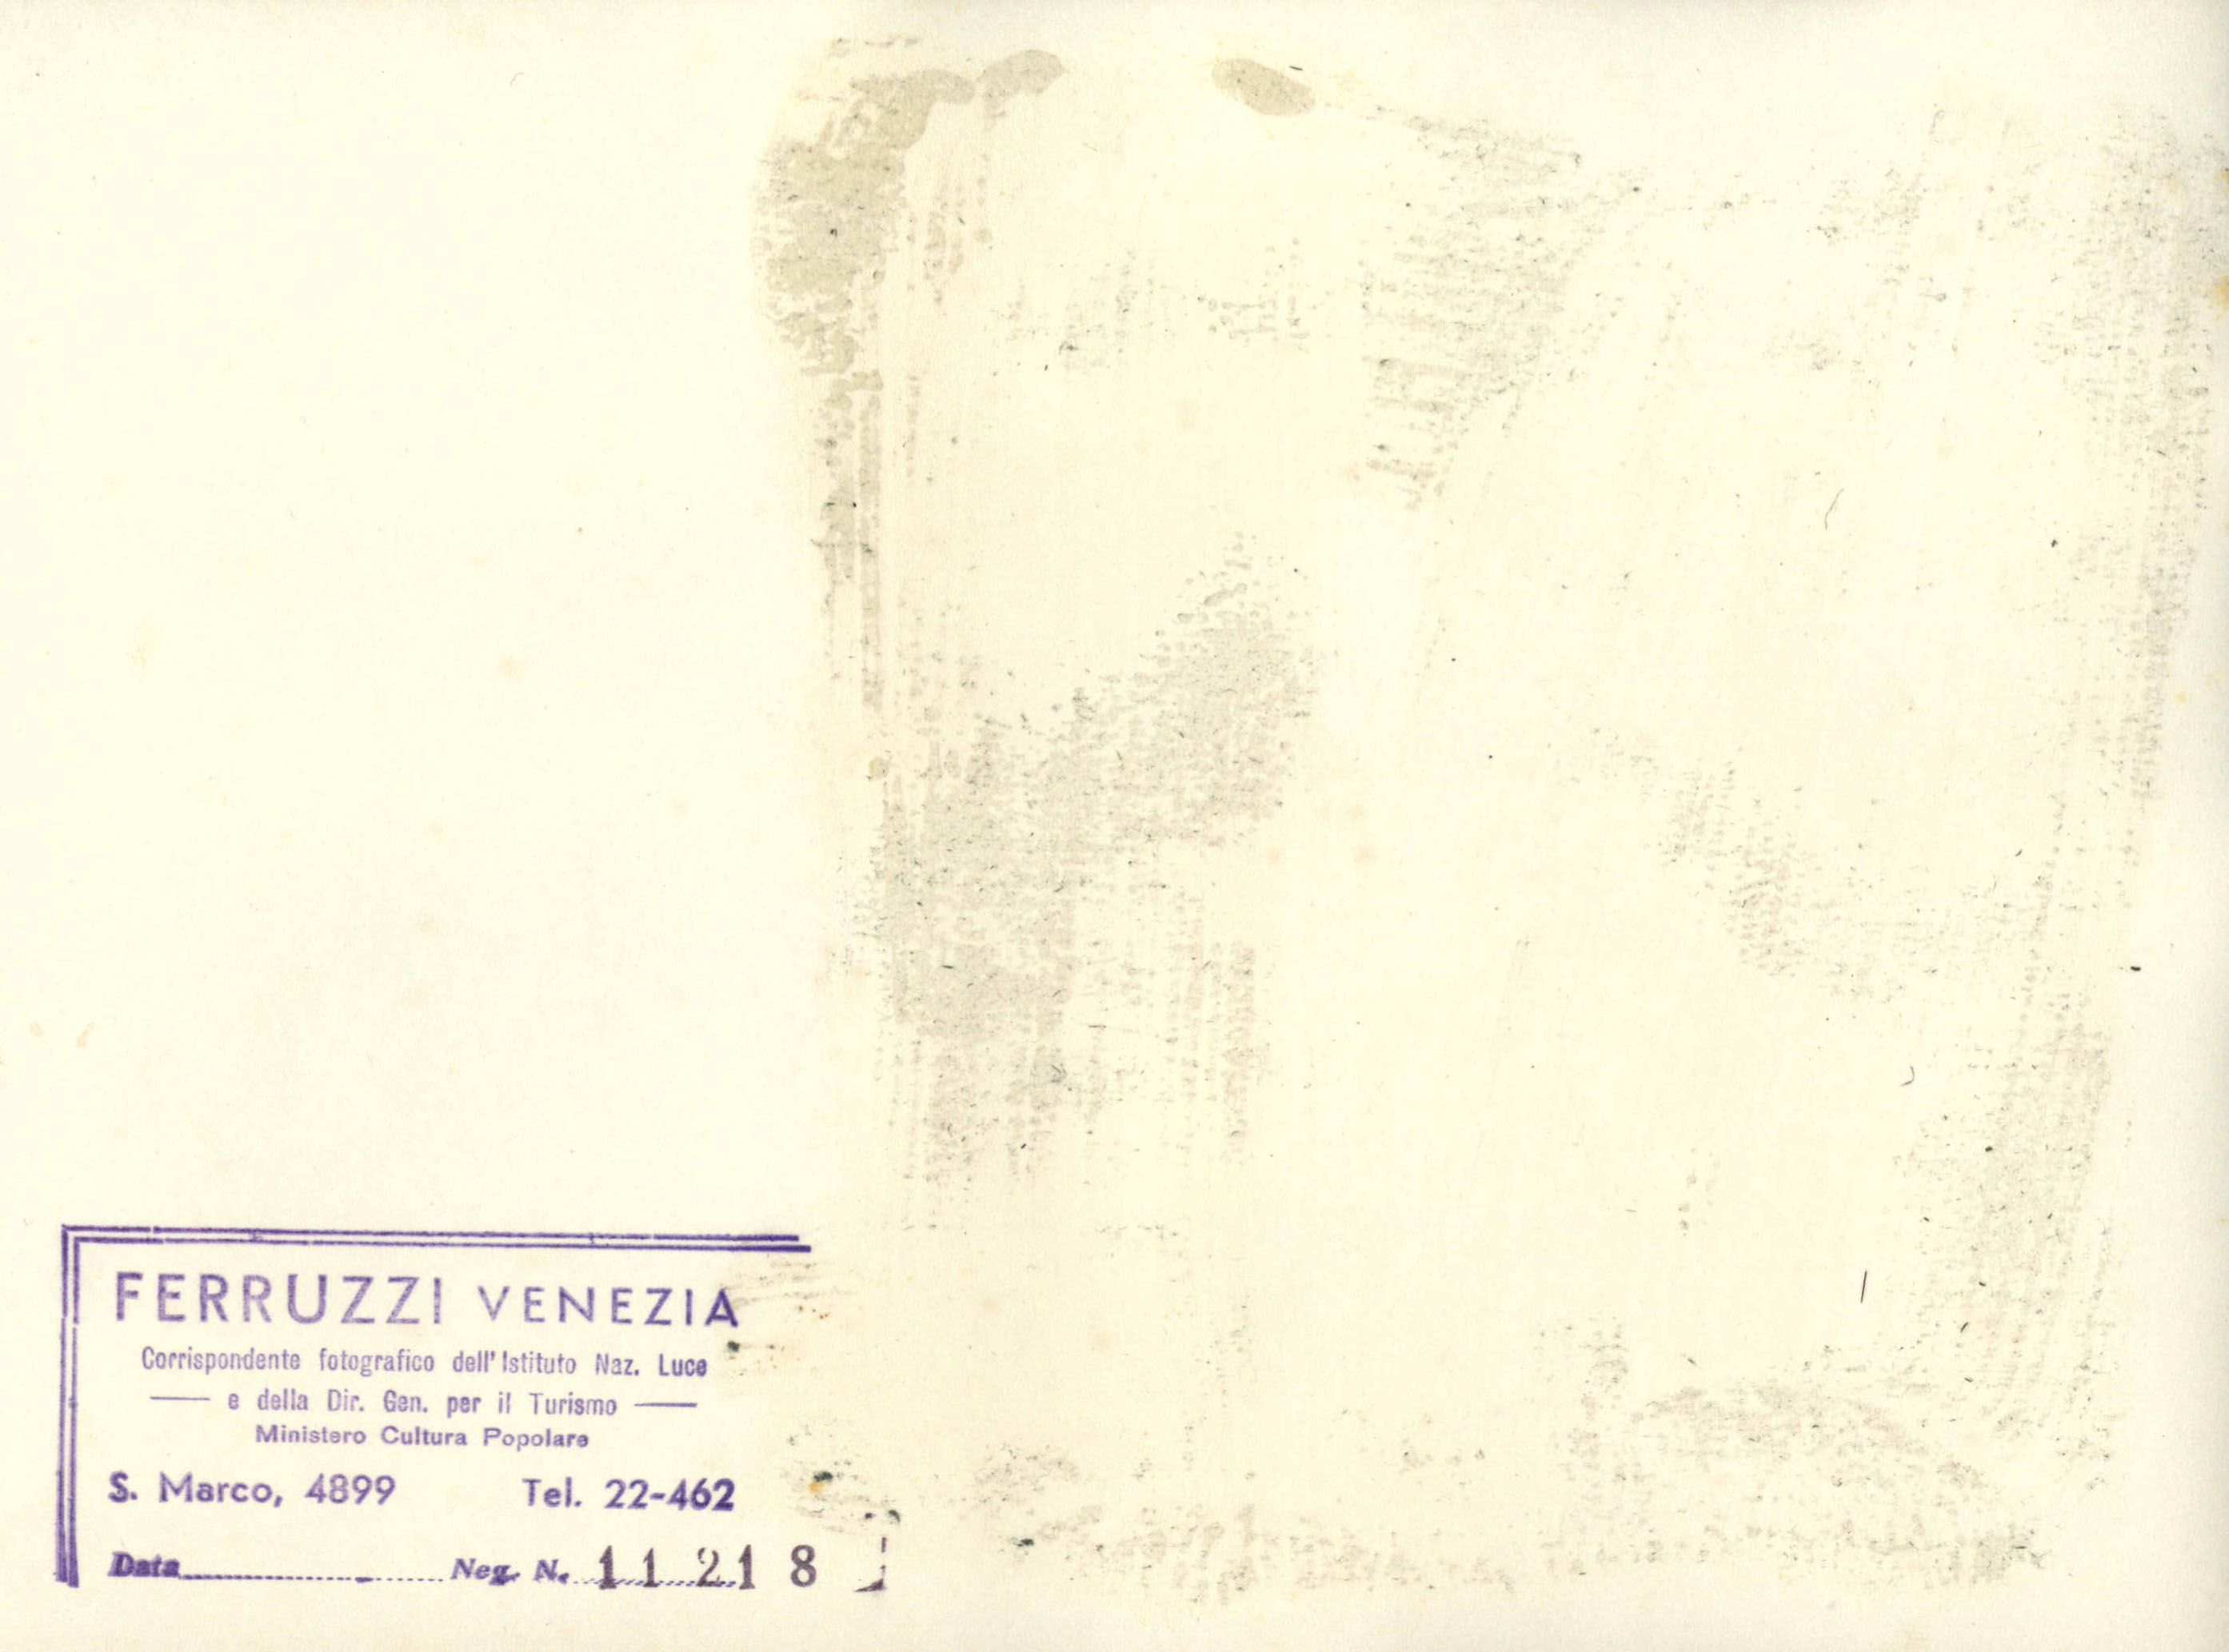 FERRUZZI VENEZIA
Corrispondente fotografico dell' Istituto Naz. Luce
e della Dir. Gen. per il Turismo
Ministero Cultura Popolare
S. Marco, 4899 Tel. 22-462
Data.................... Neg. N. 11218